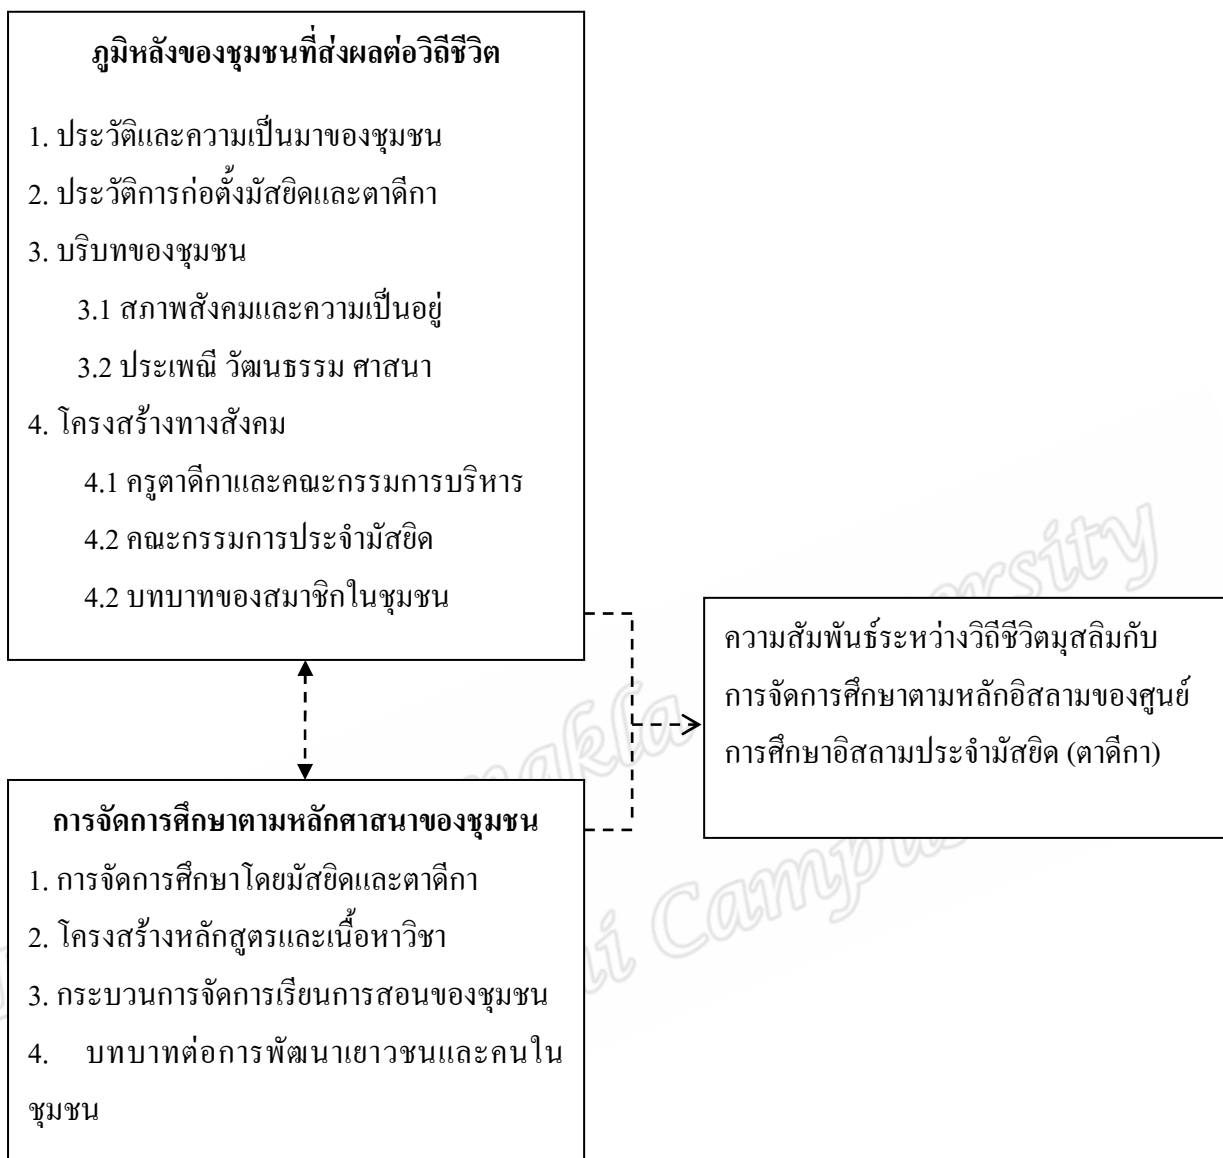 ภูมิหลังของชุมชนที่ส่งผลต่อวิถีชีวิต
1. ประวัติและความเป็นมาของชุมชน
2. ประวัติการก่อตั้งมัสยิดและตาดีกา
3. บริบทของชุมชน
3.1 สภาพสังคมและความเป็นอยู่
3.2 ประเพณี วัฒนธรรม ศาสนา
4. โครงสร้างทางสังคม
4.1 ครูตาดีกาและคณะกรรมการบริหาร
4.2 คณะกรรมการประจำมัสยิด
4.2 บทบาทของสมาชิกในชุมชน
การจัดการศึกษาตามหลักศาสนาของชุมชน
1. การจัดการศึกษาโดยมัสยิดและตาดีกา
2. โครงสร้างหลักสูตรและเนื้อหาวิชา
3. กระบวนการจัดการเรียนการสอนของชุมชน
4. บทบาทต่อการพัฒนาเยาวชนและคนใน
ชุมชน
ความสัมพันธ์ระหว่างวิถีชีวิตมุสลิมกับ
การจัดการศึกษาตามหลักอิสลามของศูนย์
การศึกษาอิสลามประจำมัสยิด (ตาดีกา)